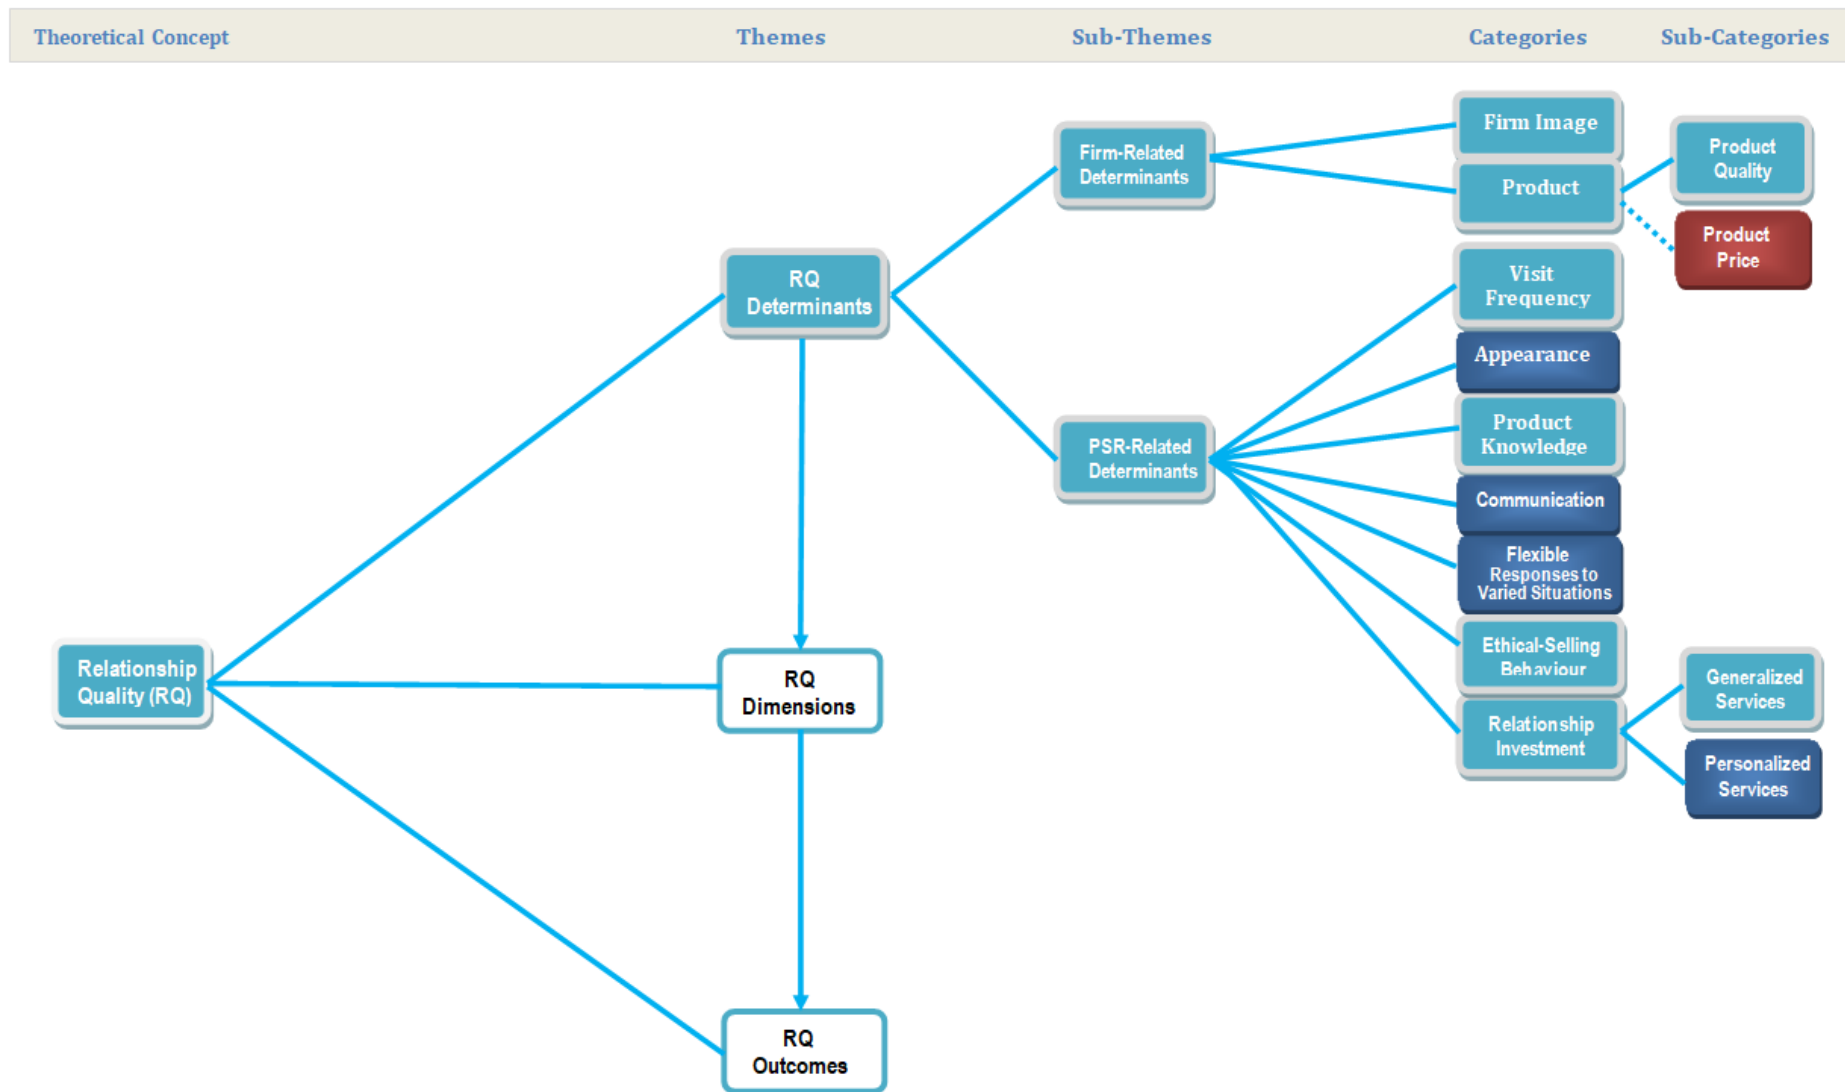 Theoretical Concept
Themes
Sub-Themes
Categories
Sub-Categories
Firm Image
Firm-Related
Determinants
Product
Product
Quality
Product
Price
RQ
Determinants
Visit
Frequency
Appearance
Product
Knowledge
PSR-Related
Determinants
Communication
Flexible
Responses to
Varied Situations
Ethical-Selling
Behaviour
Relationship
Quality (RQ)
RQ
Dimensions
Generalized
Services
Relationship
Investment
Personalized
Services
RQ
Outcomes